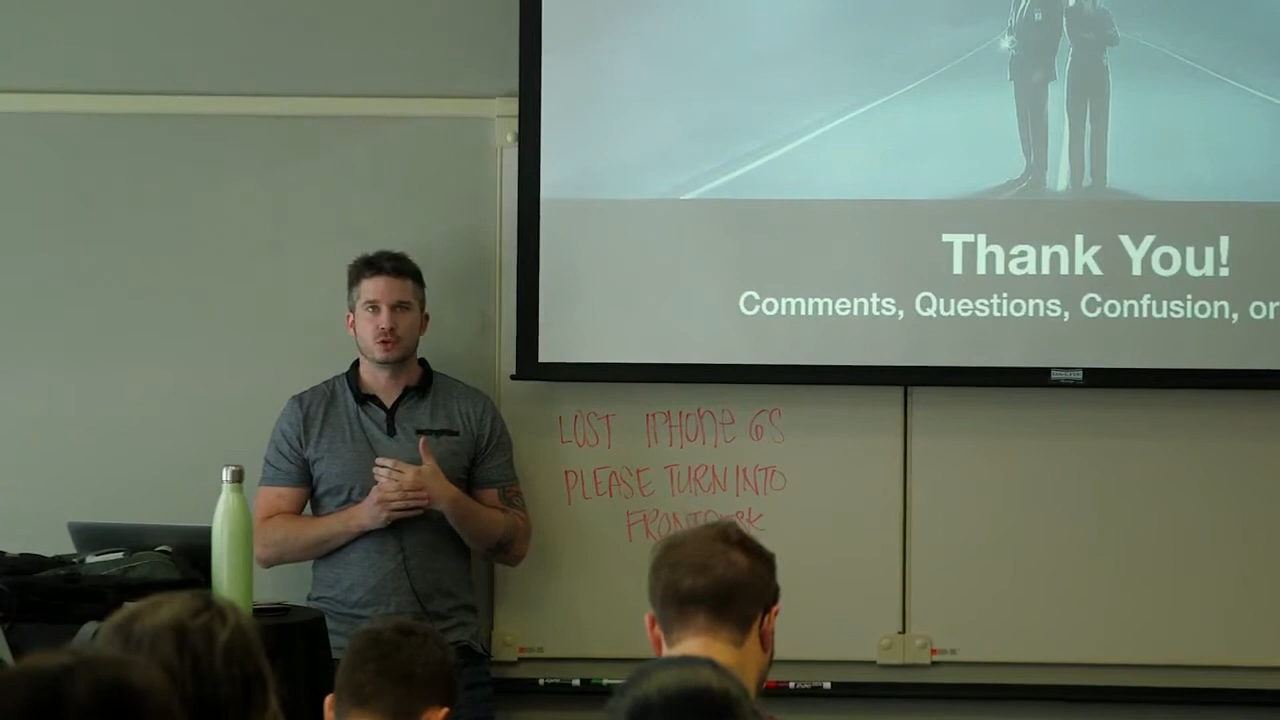 Thank You!
Comments, Questions, Confusion, or
LOST IPHONE 6S
PLEASE TURN INTO